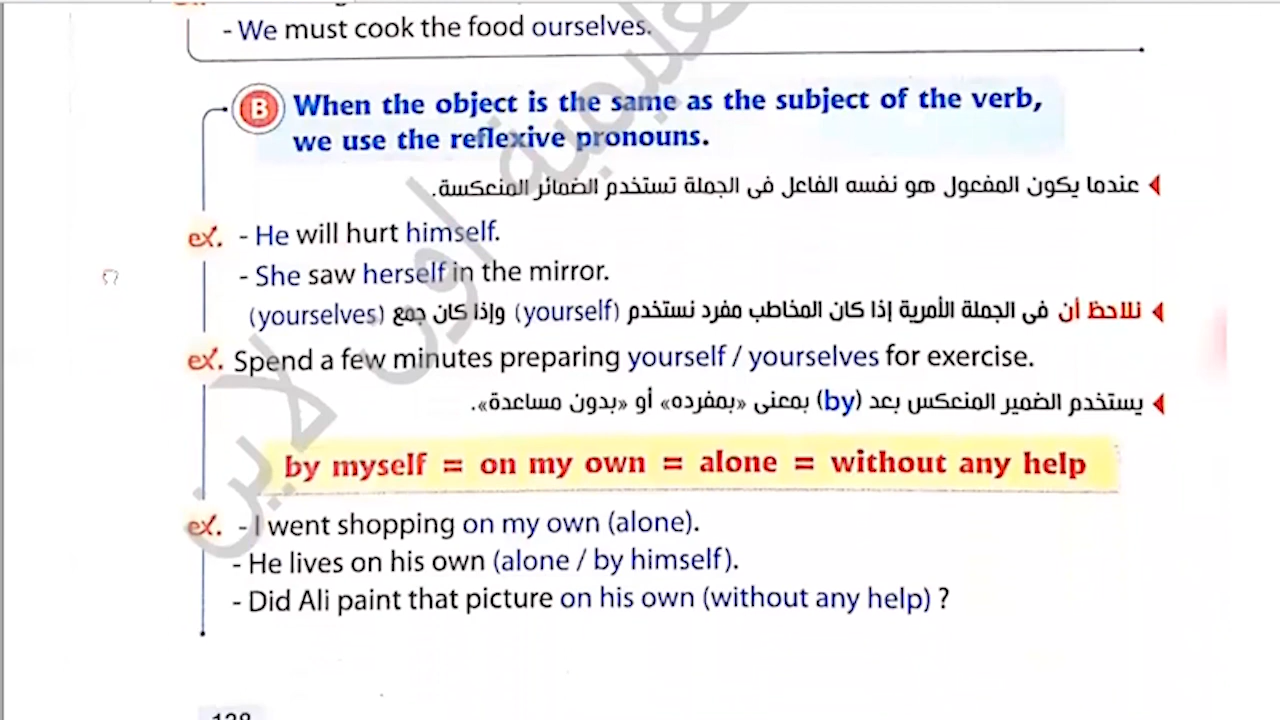 - We must cook the food ourselves.
B When the object is the same as the subject of the verb,
we use the reflexive pronouns.
عندما يكون المفعول هو نفسه الفاعل فى الجملة تستخدم الضمائر المنعكسة.
ex. - He will hurt himself.
- She saw herself in the mirror.
نلاحظ أن فى الجملة الأمرية إذا كان المخاطب مفرد نستخدم (yourself) وإذا كان جمع (yourselves)
ex. Spend a few minutes preparing yourself / yourselves for exercise.
يستخدم الضمير المنعكس بعد (by) بمعنى «بمفرده» أو «بدون مساعدة».
by myself = on my own = alone = without any help
ex. - I went shopping on my own (alone).
- He lives on his own (alone / by himself).
- Did Ali paint that picture on his own (without any help) ?